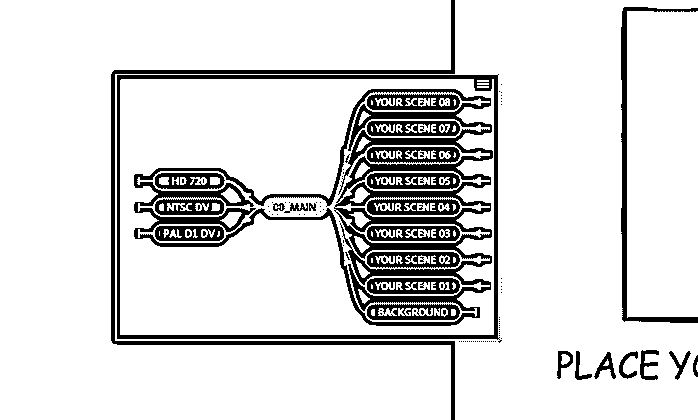 YOUR SCENE 08
YOUR SCENE 07
YOUR SCENE 06
HD 720
YOUR SCENE 05
NTSC DV
00_MAIN
YOUR SCENE 04
PAL D1 DV
YOUR SCENE 03
YOUR SCENE 02
YOUR SCENE 01
BACKGROUND
PLACE YO